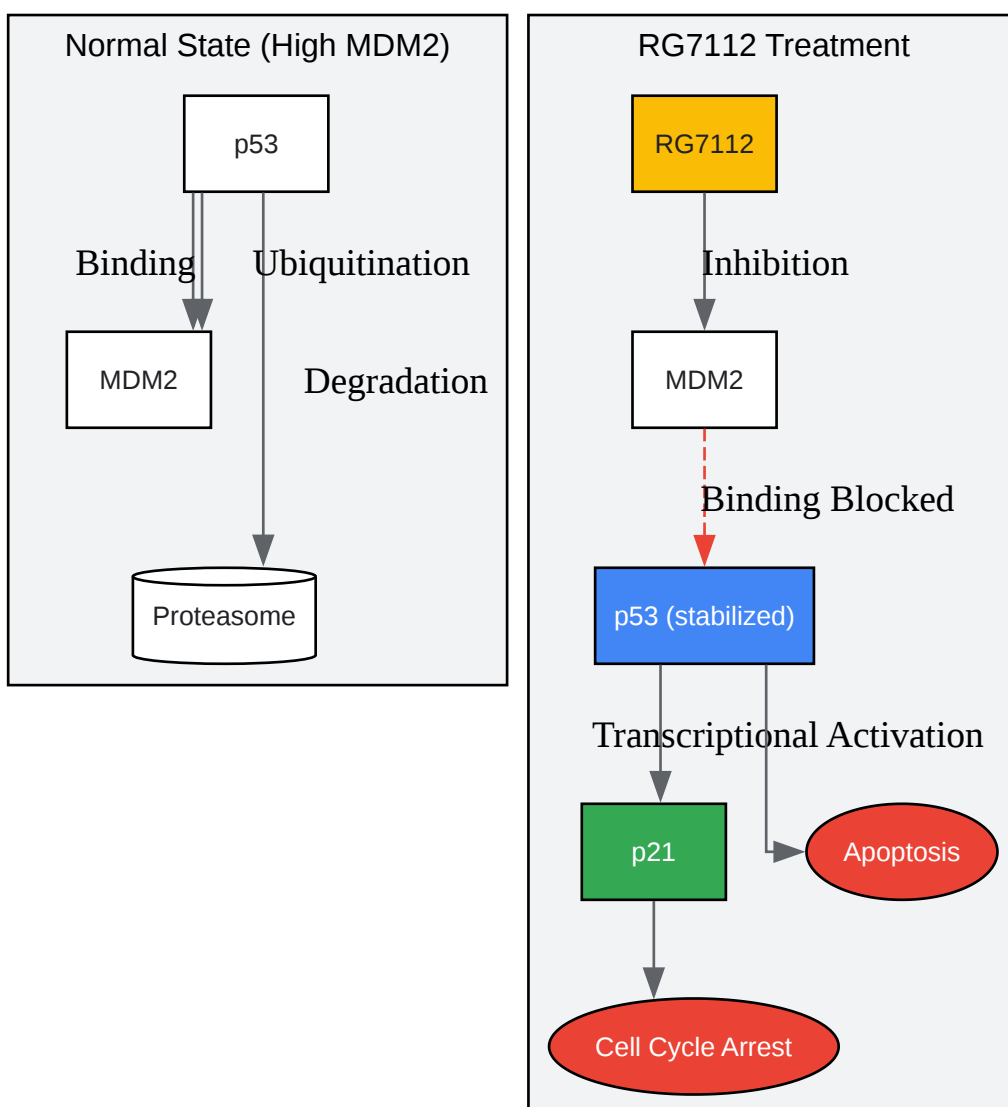 Normal State (High MDM2)
p53
Binding
Ubiquitination
MDM2
Degradation
Proteasome
RG7112 Treatment
RG7112
Inhibition
MDM2
Binding Blocked
p53 (stabilized)
Transcriptional Activation
p21
Apoptosis
Cell Cycle Arrest